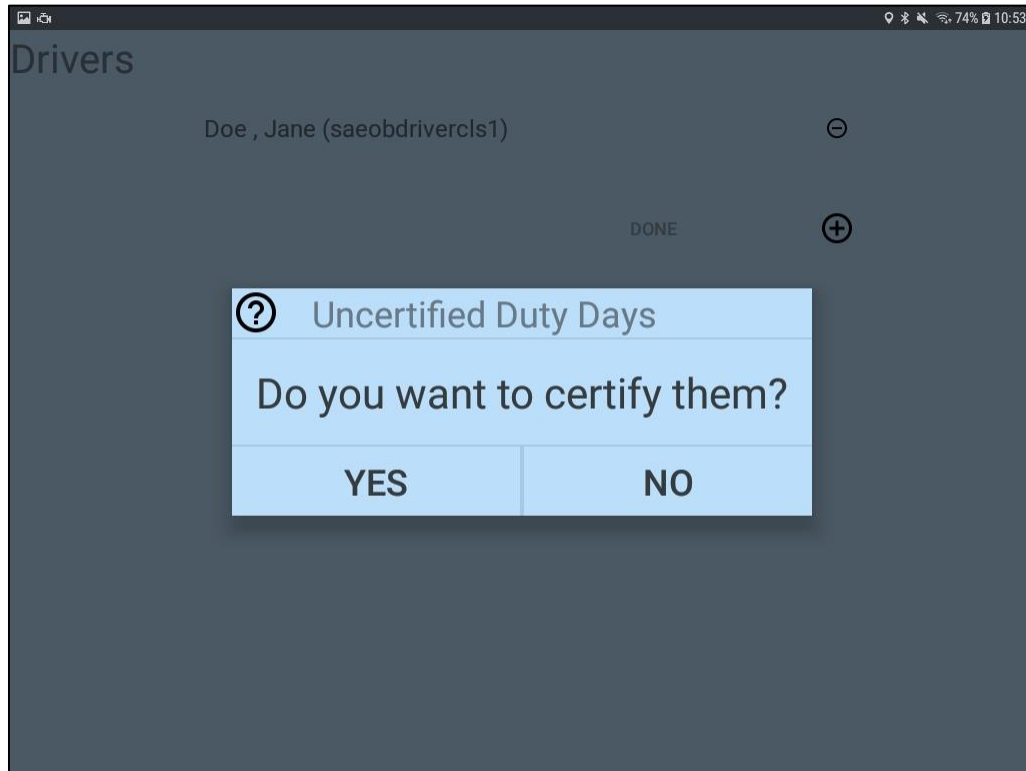 74% 10:53
Drivers
Doe , Jane (saeobdrivercls1)
DONE
Uncertified Duty Days
Do you want to certify them?
YES
NO